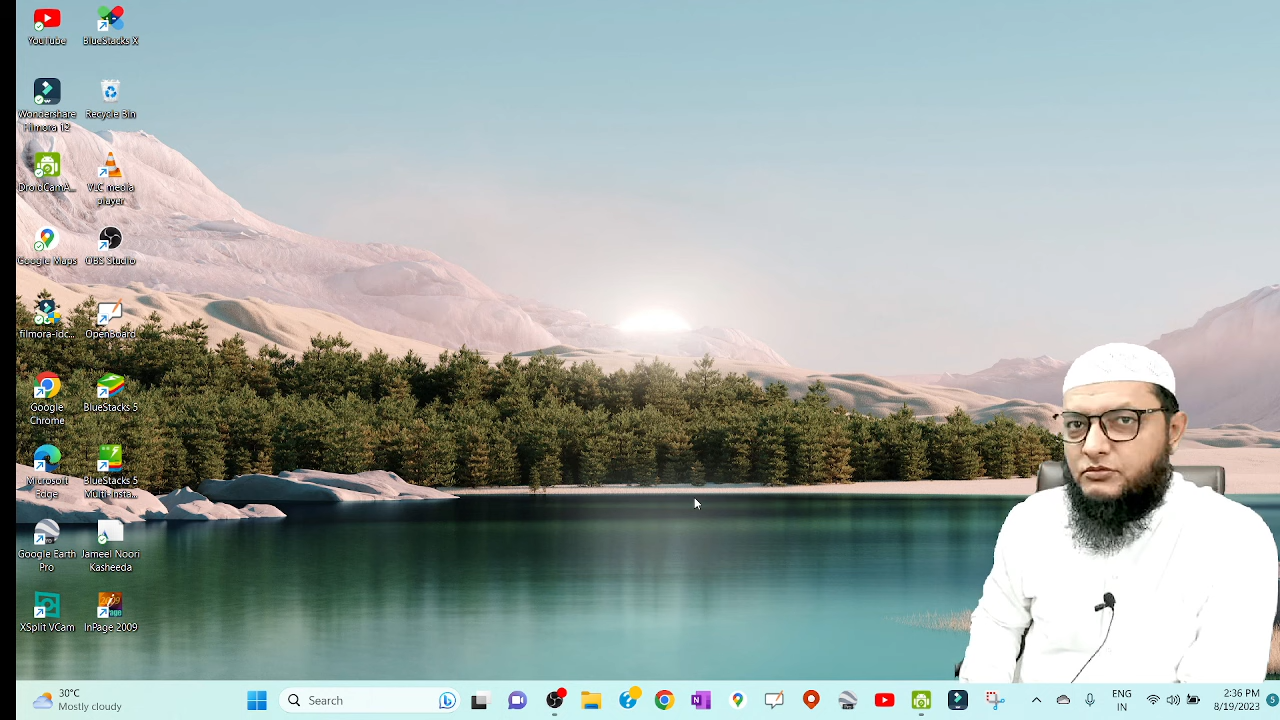 YouTube
BlueStacks X
Wondershare
Filmora 12
Recycle Bin
DroidCamA...
VLC media
player
Google Maps
OBS Studio
filmora-idc...
OpenBoard
Google
Chrome
BlueStacks 5
Microsoft
Edge
BlueStacks 5
Multi-Insta...
Google Earth
Pro
Jameel Noori
Kasheeda
XSplit VCam
InPage 2009
30°C
Mostly cloudy
Search
ENG
IN
2:36 PM
8/19/2023
5